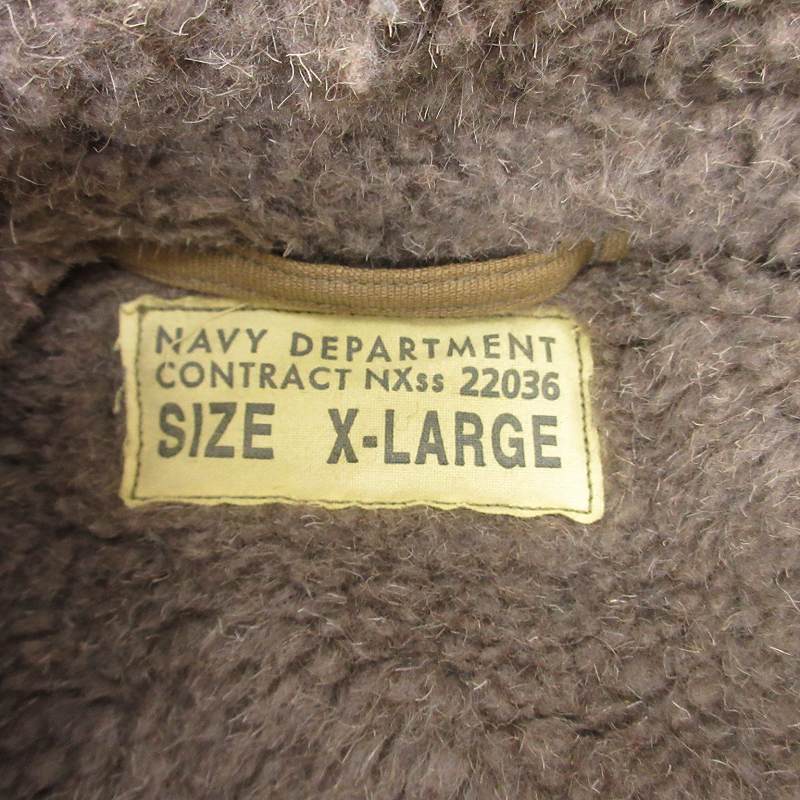 NAVY DEPARTMENT
CONTRACT NXss 22036
SIZE X-LARGE